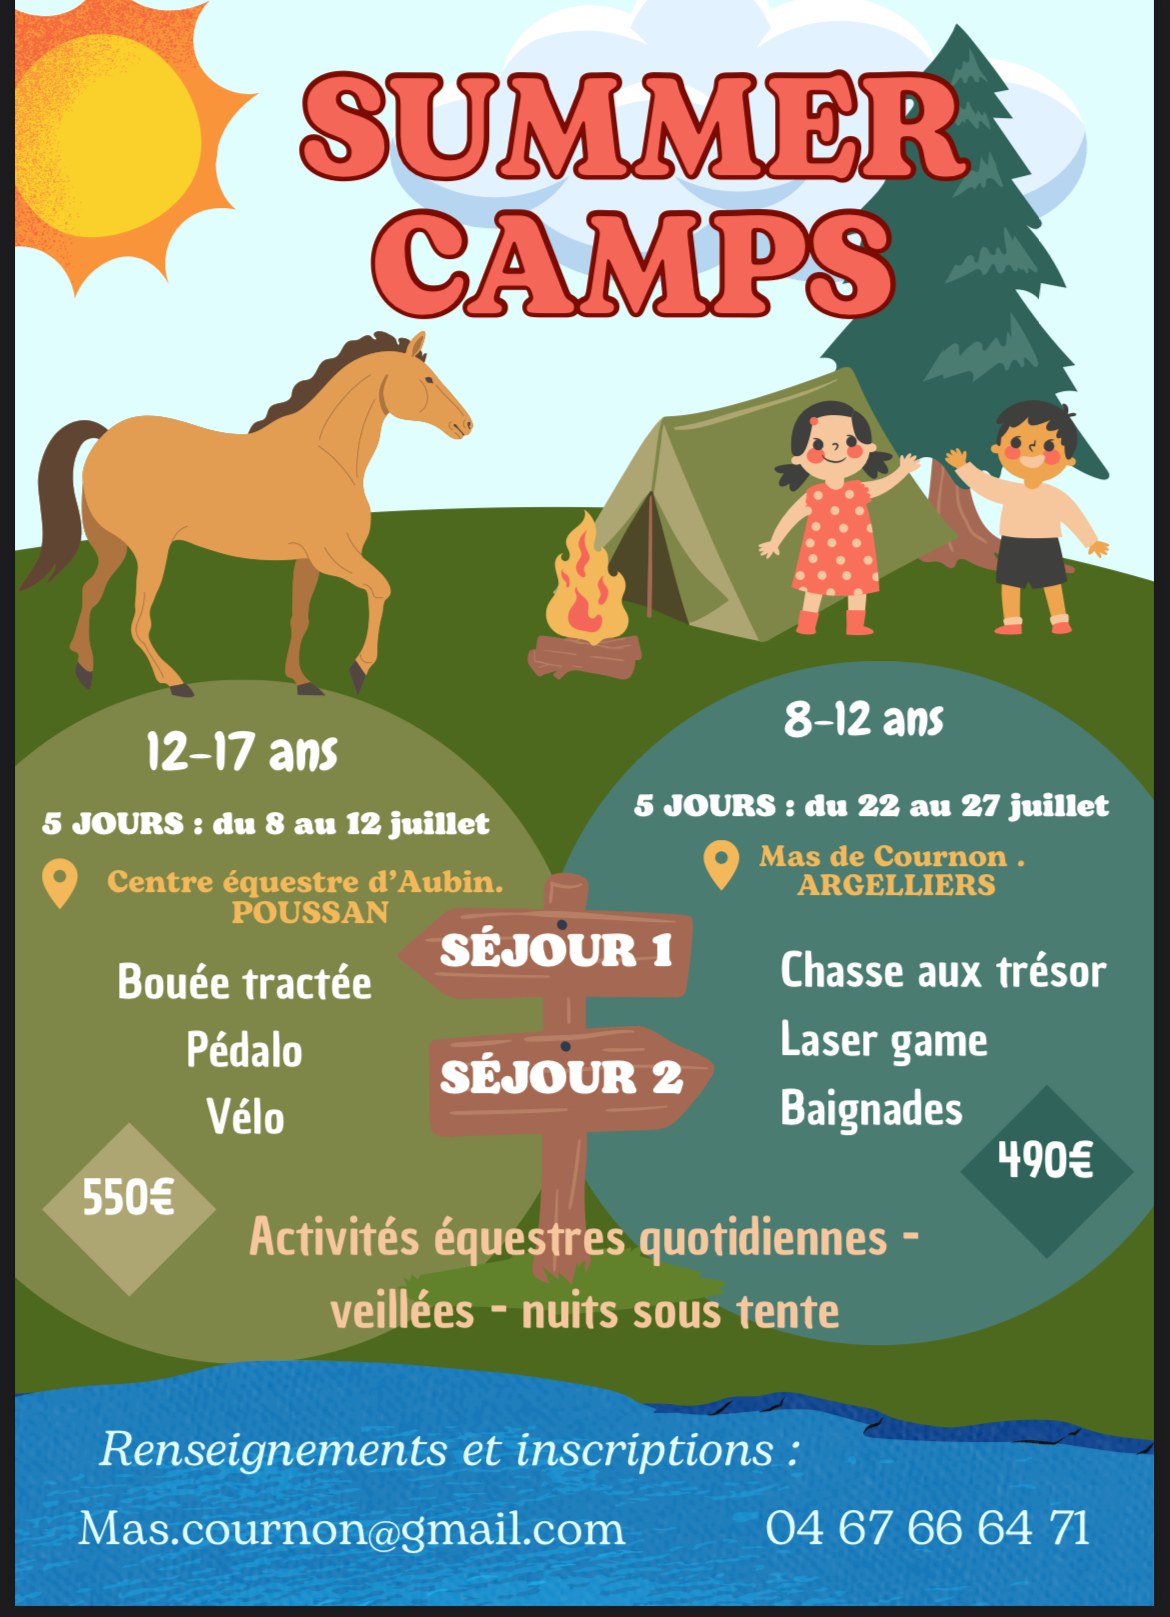 SUMMER
CAMPS
12-17 ans
5 JOURS : du 8 au 12 juillet
Centre équestre d'Aubin.
POUSSAN
Bouée tractée
Pédalo
Vélo
550€
SÉJOUR 1
SÉJOUR 2
8-12 ans
5 JOURS : du 22 au 27 juillet
Mas de Cournon .
ARGELLIERS
Chasse aux trésor
Laser game
Baignades
490€
Activités équestres quotidiennes -
veillées - nuits sous tente
Renseignements et inscriptions :
Mas.cournon@gmail.com 04 67 66 64 71